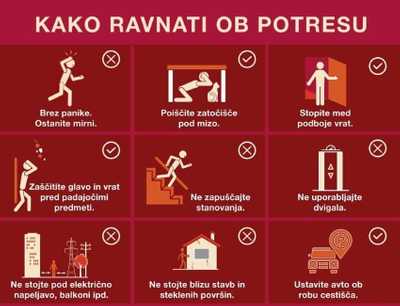 KAKO RAVNATI OB POTRESU
Brez panike.
Ostanite mirni.
Poiščite zatočišče
pod mizo.
Stopite med
podboje vrat.
Zaščitite glavo in vrat
pred padajočimi
predmeti.
Ne zapuščajte
stanovanja.
Ne uporabljajte
dvigala.
Ne stojte pod električno
napeljavo, balkoni ipd.
Ne stojte blizu stavb in
steklenih površin.
Ustavite avto ob
robu cestišča.